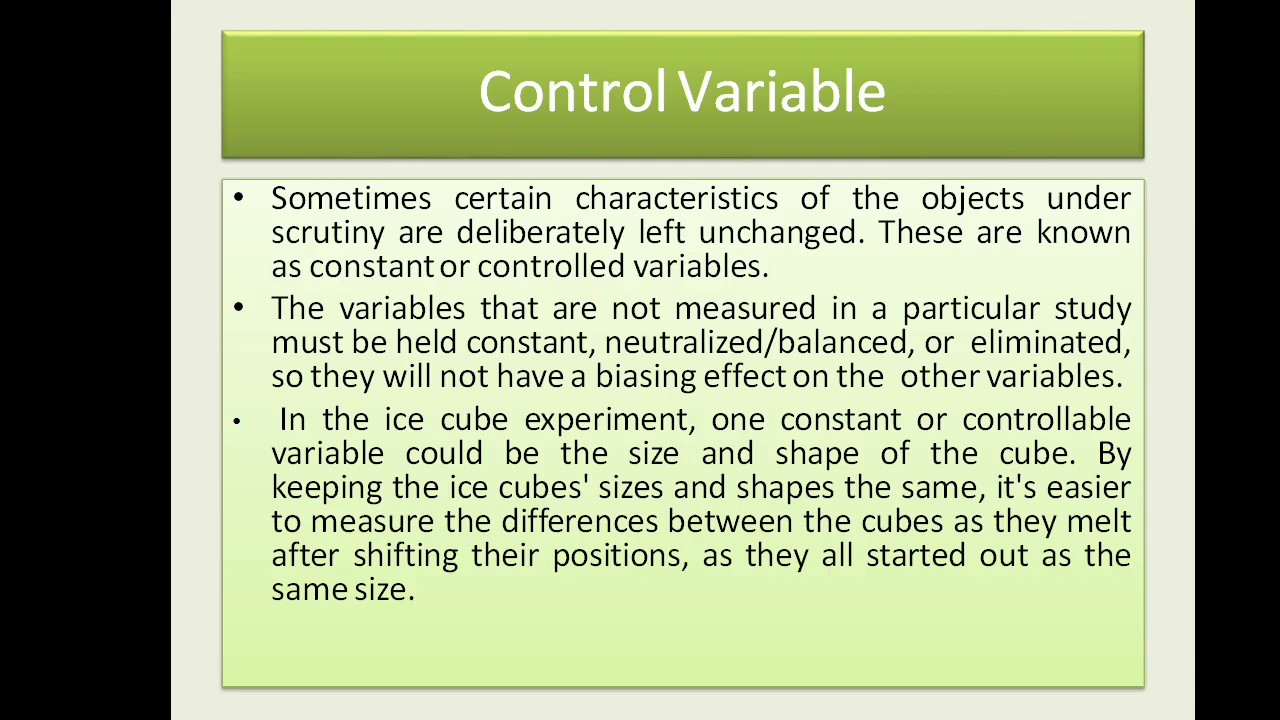 Control Variable
• Sometimes certain characteristics of the objects under
scrutiny are deliberately left unchanged. These are known
as constant or controlled variables.
• The variables that are not measured in a particular study
must be held constant, neutralized/balanced, or eliminated,
so they will not have a biasing effect on the other variables.
• In the ice cube experiment, one constant or controllable
variable could be the size and shape of the cube. By
keeping the ice cubes' sizes and shapes the same, it's easier
to measure the differences between the cubes as they melt
after shifting their positions, as they all started out as the
same size.